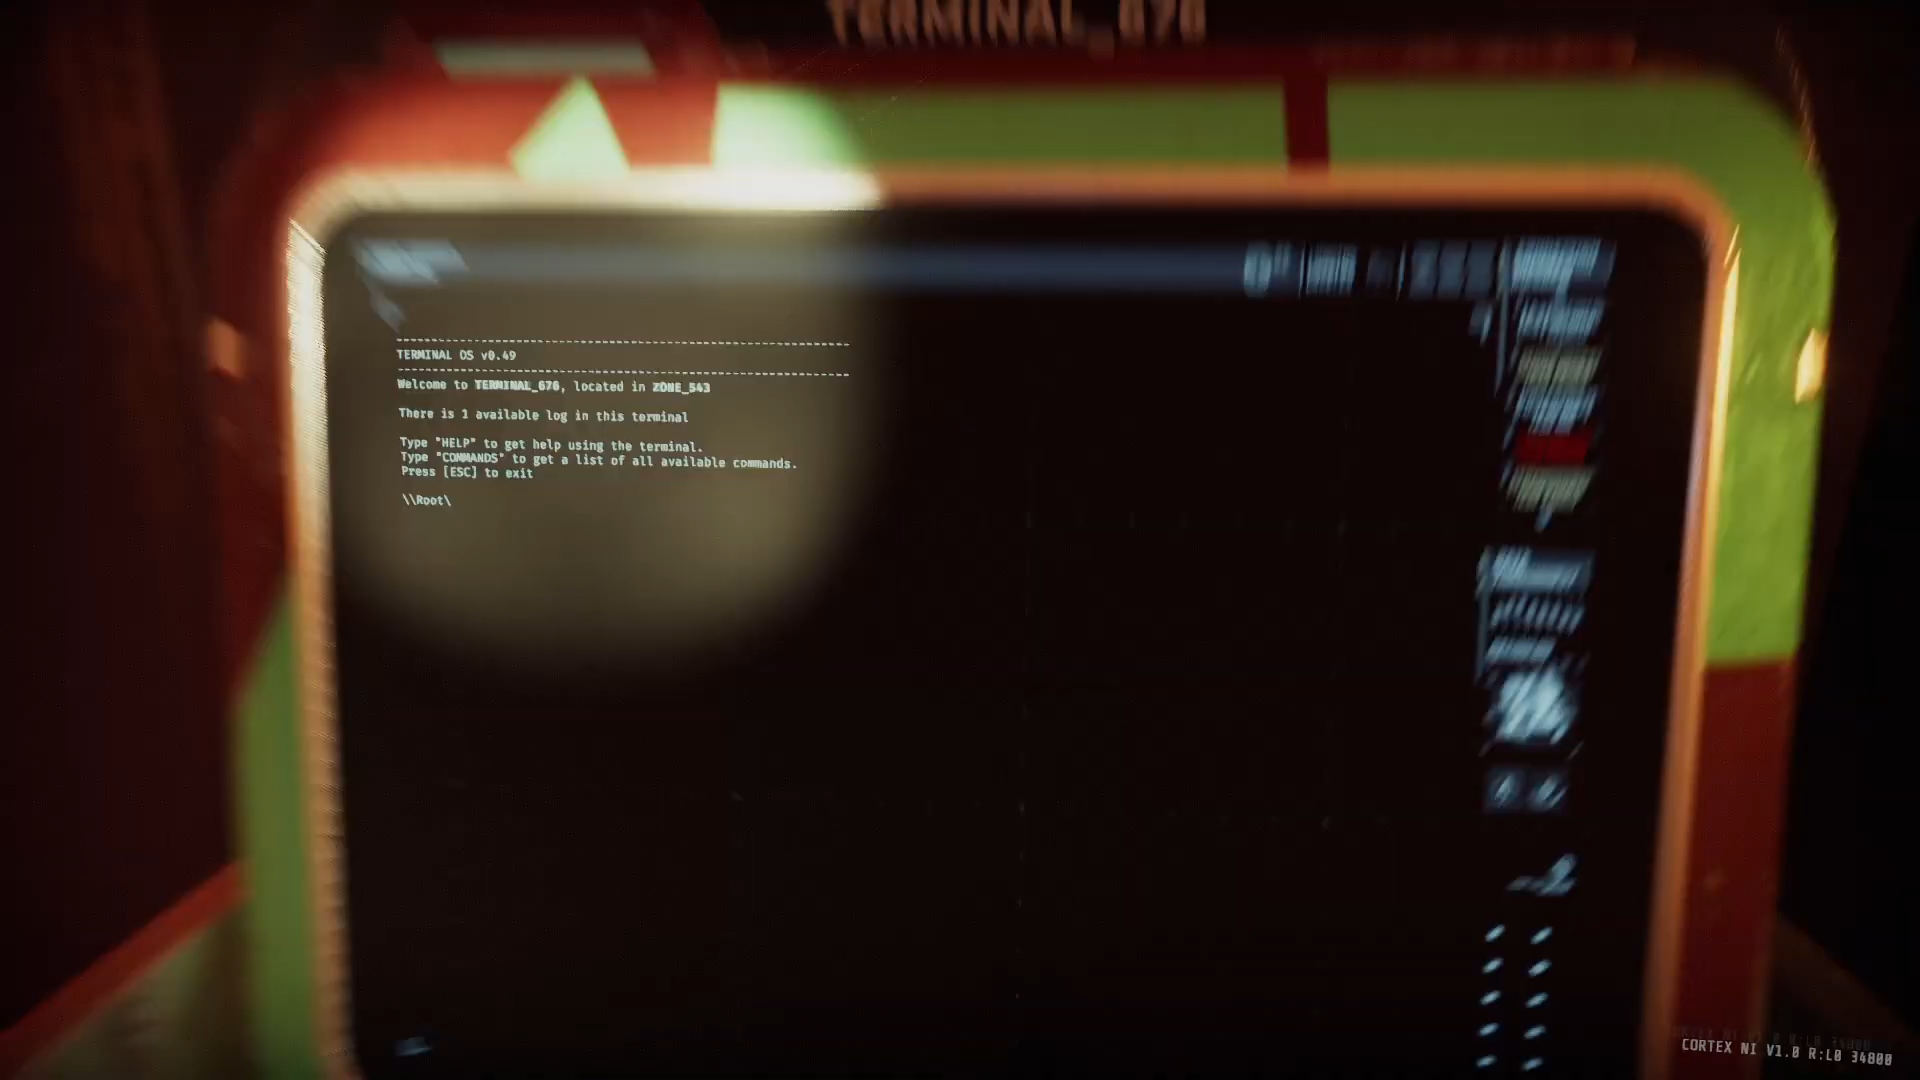 TERMINAL_676
------------------------------------------------------------
TERMINAL OS v0.49
------------------------------------------------------------
Welcome to TERMINAL_676, located in ZONE_543
There is 1 available log in this terminal
Type "HELP" to get help using the terminal.
Type "COMMANDS" to get a list of all available commands.
Press [ESC] to exit
\\Root\
CORTEX NI V1.0 R:L0 34800